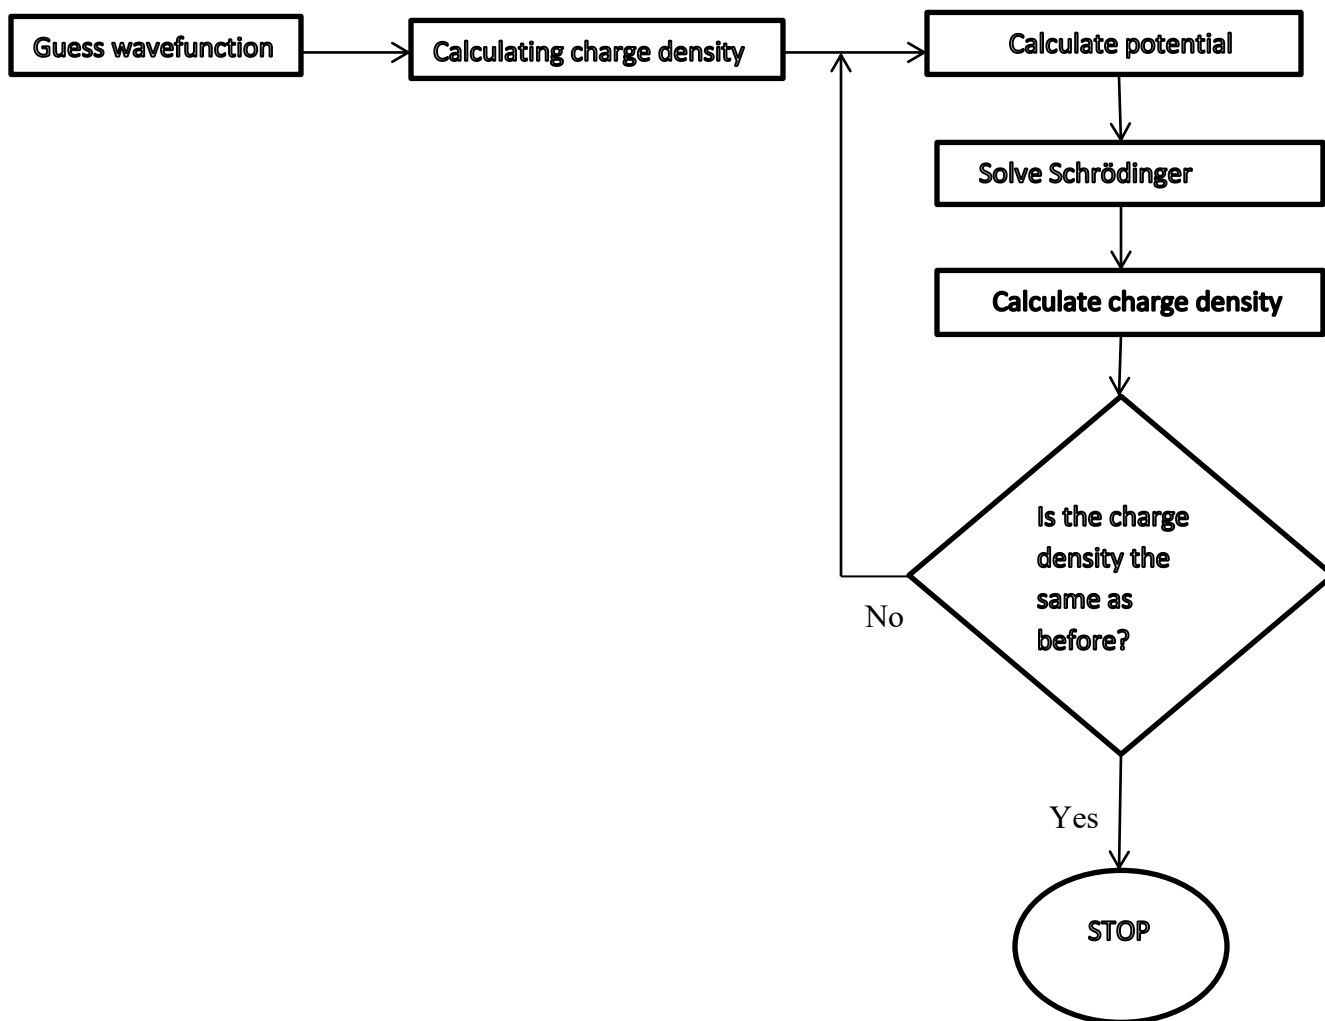 Guess wavefunction
Calculating charge density
Calculate potential
Solve Schrödinger
Calculate charge density
Is the charge
density the
same as
before?
No
Yes
STOP